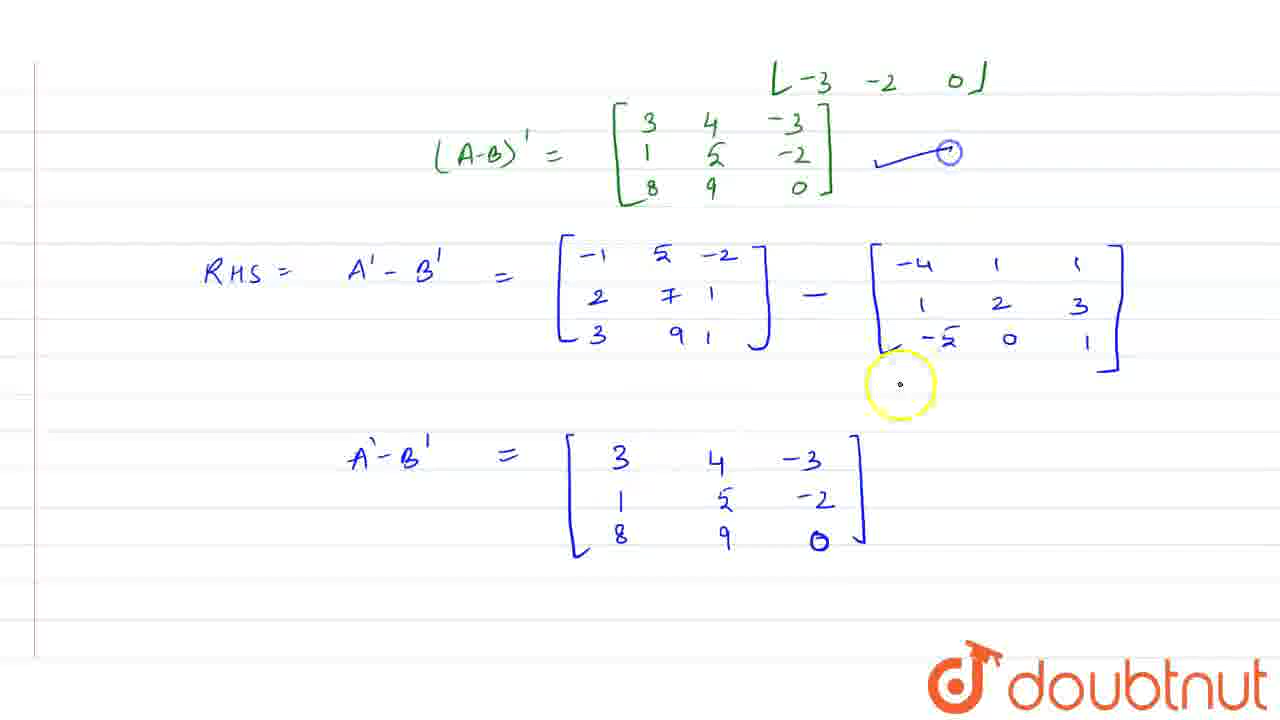 [ -3 -2 0 ]
(A-B)' = [ 3 4 -3
1 5 -2
8 9 0 ]
RHS = A' - B' = [ -1 5 -2 ] - [ -4 1 1 ]
[ 2 7 1 ] [ 1 2 3 ]
[ 3 9 1 ] [ -5 0 1 ]
A' - B' = [ 3 4 -3
1 5 -2
8 9 0 ]
doubtnut